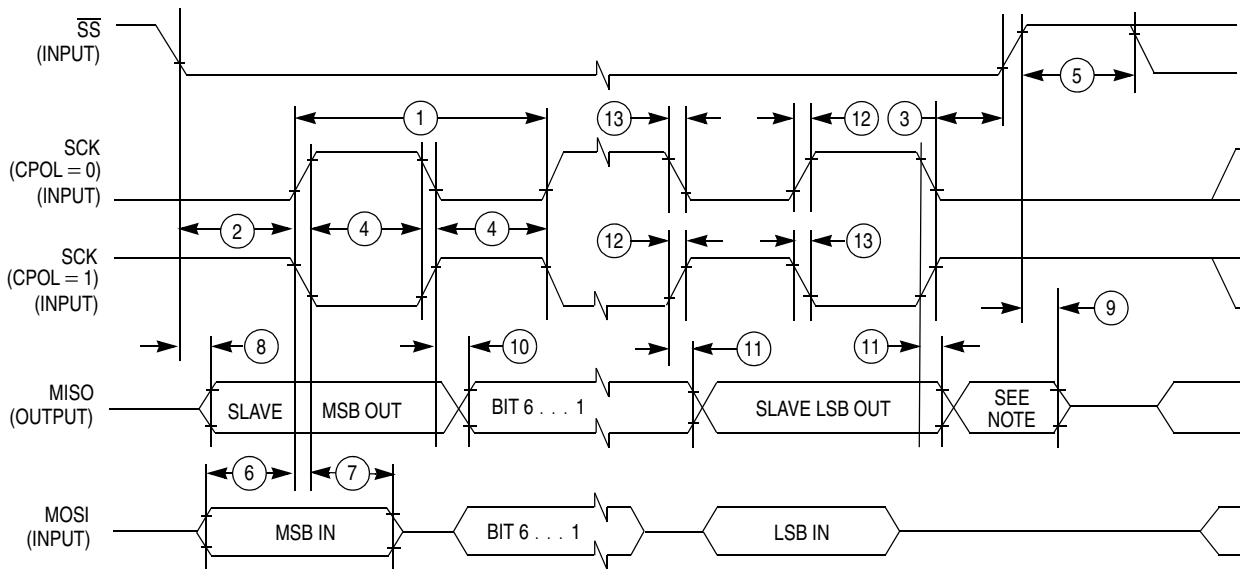 SS
(INPUT)
5
1
13
12
3
SCK
(CPOL = 0)
(INPUT)
2
4
4
12
13
SCK
(CPOL = 1)
(INPUT)
9
8
10
11
11
MISO
(OUTPUT)
SLAVE
MSB OUT
BIT 6 . . . 1
SLAVE LSB OUT
SEE
NOTE
6
7
MOSI
(INPUT)
MSB IN
BIT 6 . . . 1
LSB IN